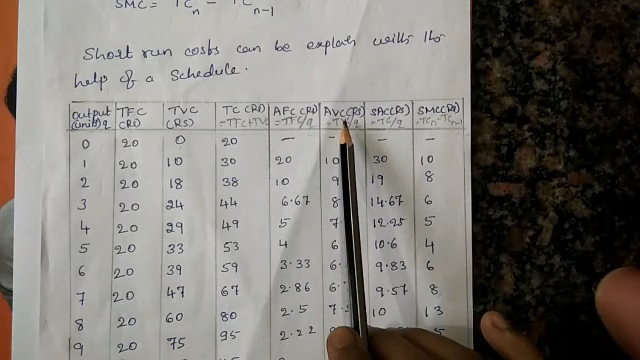 SMC = TC n - TC n-1
Short run costs can be explain with the
help of a schedule.
Output (units) q TFC (RS) TVC (RS) TC (RS) =TFC+TVC AFC (RS) =TFC/q AVC (RS) SAC (RS) =TC/q SMC (RS) =TCn-TCn-1
0 20 0 20 — — — —
1 20 10 30 20 10 30 10
2 20 18 38 10 9 19 8
3 20 24 44 6.67 8 14.67 6
4 20 29 49 5 7. 12.25 5
5 20 33 53 4 6 10.6 4
6 20 39 59 3.33 6. 9.83 6
7 20 47 67 2.86 6. 9.57 8
8 20 60 80 2.5 7.5 10 13
9 20 75 95 2.22